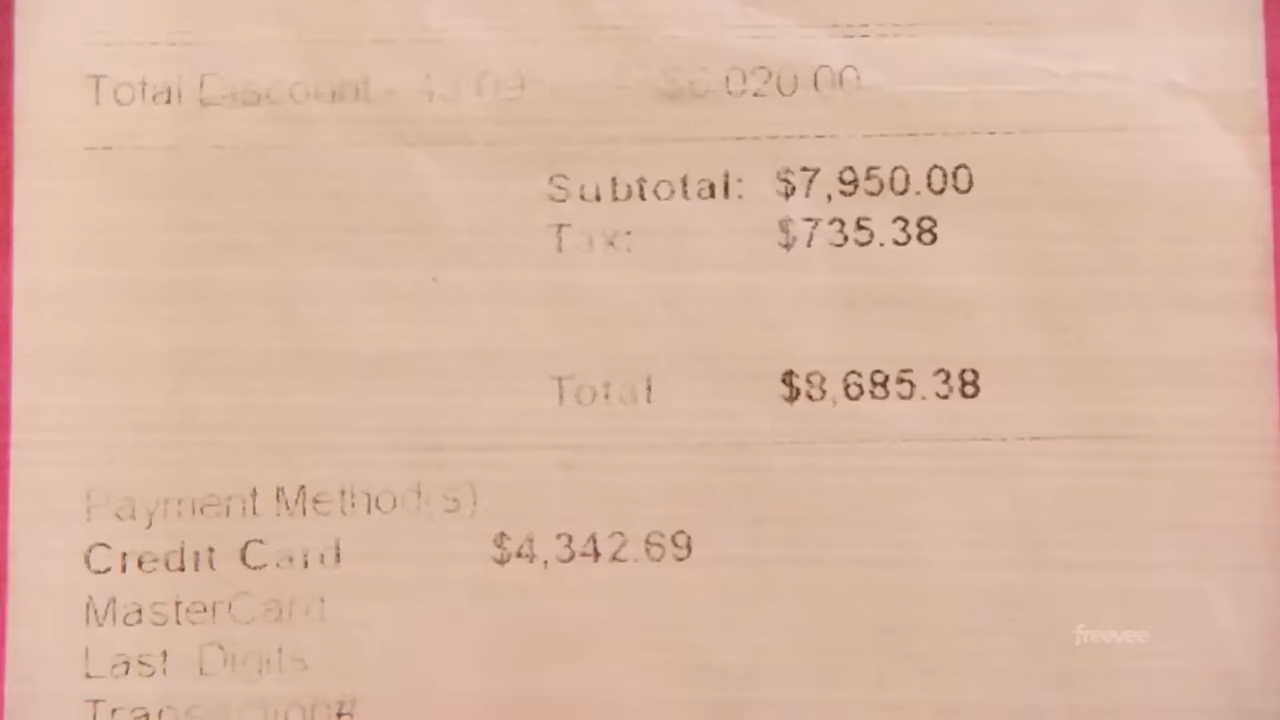 Total Discount
Subtotal: $7,950.00
Tax: $735.38
Total $8,685.38
Payment Method(s)
Credit Card $4,342.69
MasterCard
Last Digits
Transaction#
freevee